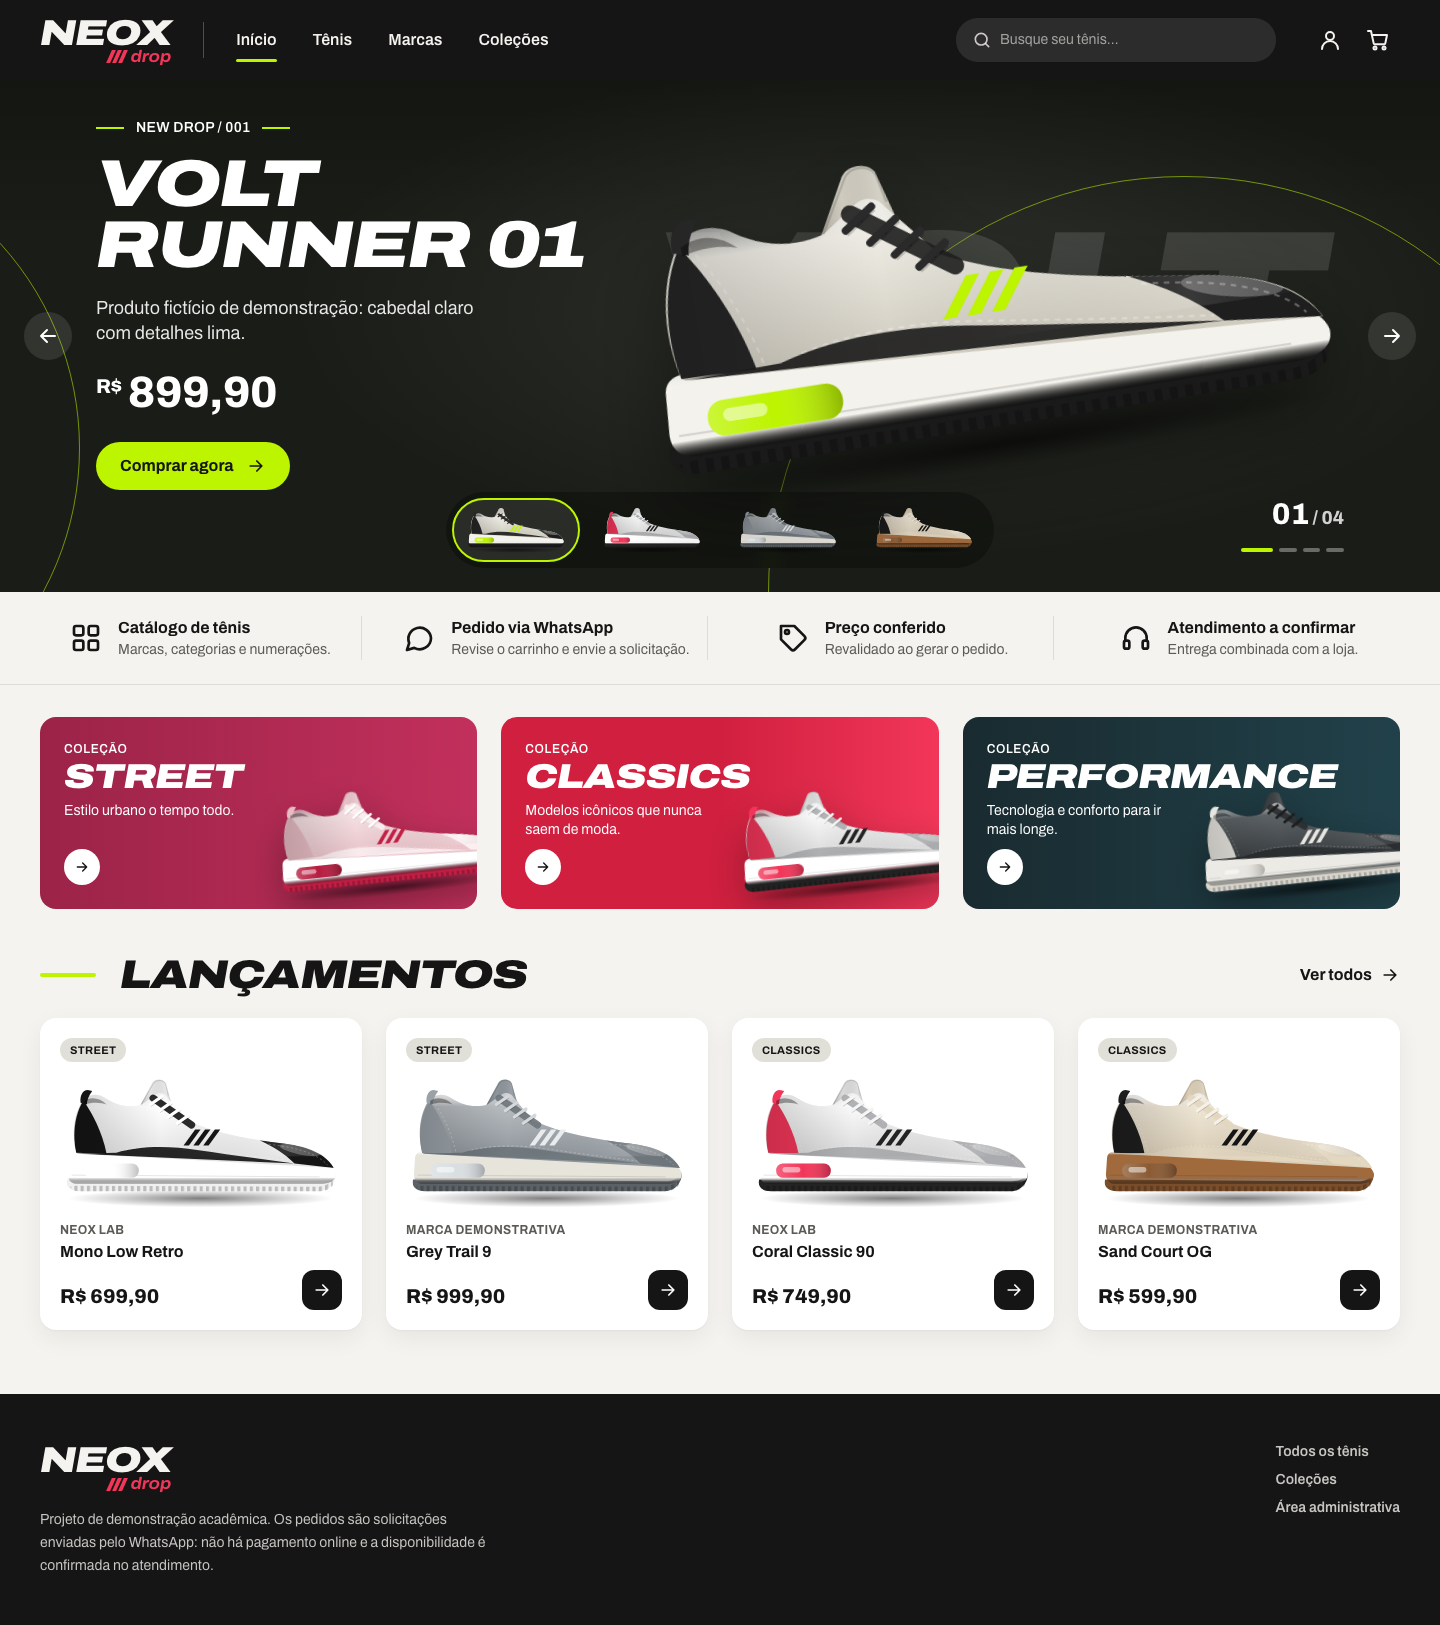 NEOX
drop
Início
Tênis
Marcas
Coleções
Busque seu tênis...
NEW DROP / 001
VOLT
RUNNER 01
Produto fictício de demonstração: cabedal claro
com detalhes lima.
R$ 899,90
Comprar agora
VOLT
01 / 04
Catálogo de tênis
Marcas, categorias e numerações.
Pedido via WhatsApp
Revise o carrinho e envie a solicitação.
Preço conferido
Revalidado ao gerar o pedido.
Atendimento a confirmar
Entrega combinada com a loja.
COLEÇÃO
STREET
Estilo urbano o tempo todo.
COLEÇÃO
CLASSICS
Modelos icônicos que nunca
saem de moda.
COLEÇÃO
PERFORMANCE
Tecnologia e conforto para ir
mais longe.
LANÇAMENTOS
Ver todos
STREET
NEOX LAB
Mono Low Retro
R$ 699,90
STREET
MARCA DEMONSTRATIVA
Grey Trail 9
R$ 999,90
CLASSICS
NEOX LAB
Coral Classic 90
R$ 749,90
CLASSICS
MARCA DEMONSTRATIVA
Sand Court OG
R$ 599,90
NEOX
drop
Projeto de demonstração acadêmica. Os pedidos são solicitações
enviadas pelo WhatsApp: não há pagamento online e a disponibilidade é
confirmada no atendimento.
Todos os tênis
Coleções
Área administrativa